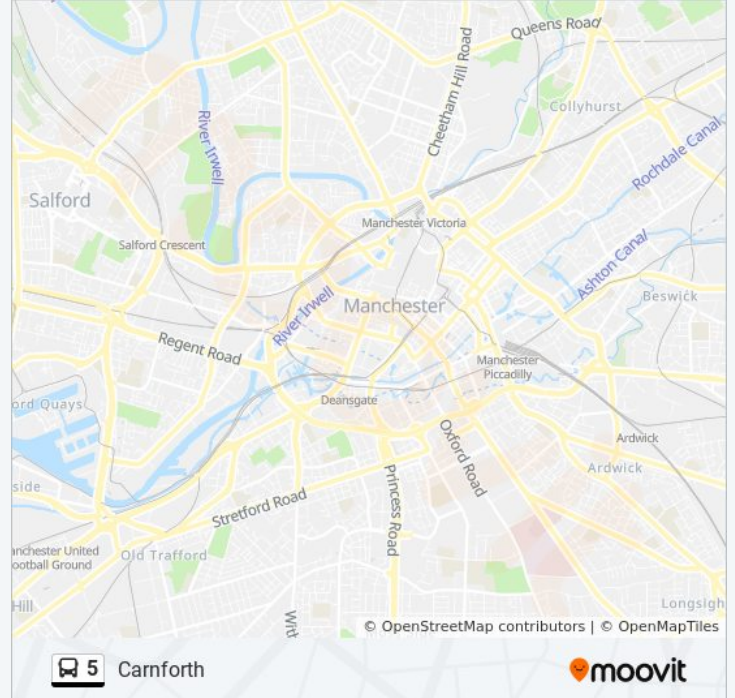 Queens Road
Cheetham Hill Road
Collyhurst
River Irwell
Rochdale Canal
Salford
Manchester Victoria
Salford Crescent
Ashton Canal
Beswick
River Irwell
Manchester
Regent Road
Manchester
Piccadilly
ord Quays
Deansgate
Oxford Road
Ardwick
Ardwick
Princess Road
side
Stretford Road
nchester United
ootball Ground
Old Trafford
Hill
Longsigh
Witl
© OpenStreetMap contributors | © OpenMapTiles
5 Carnforth
moovit